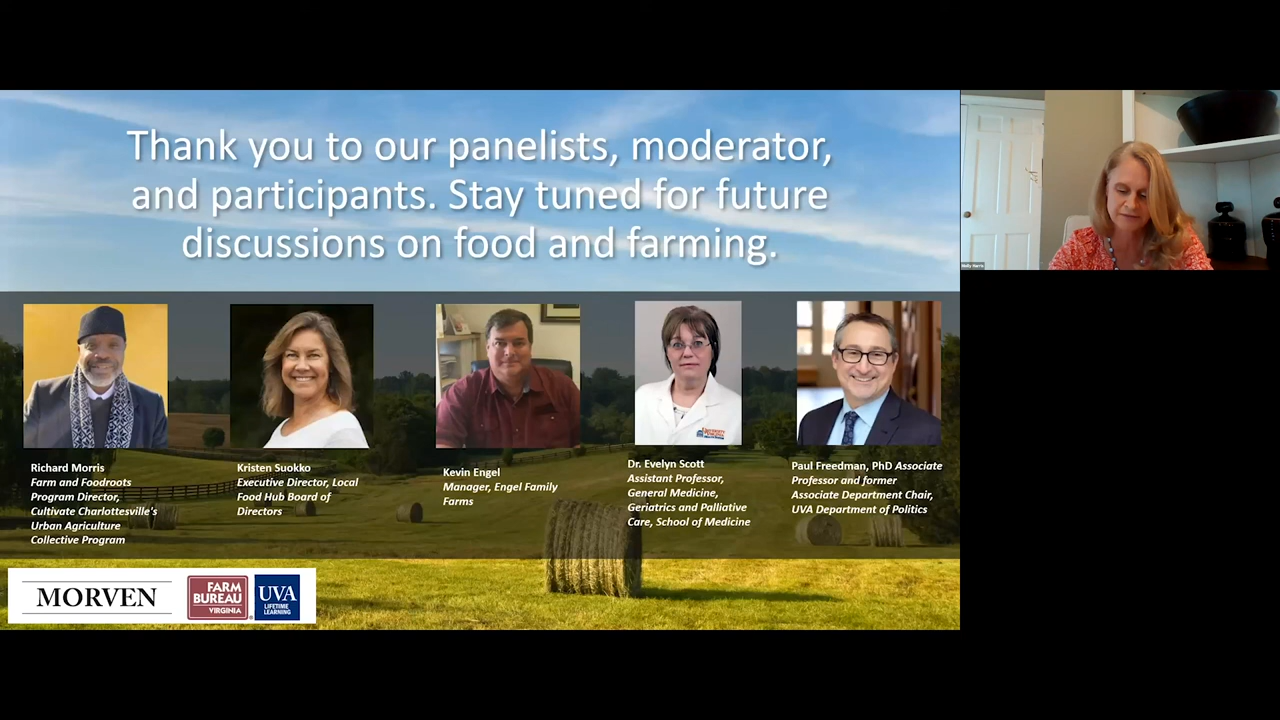 Thank you to our panelists, moderator,
and participants. Stay tuned for future
discussions on food and farming.
Richard Morris
Farm and Foodroots
Program Director,
Cultivate Charlottesville's
Urban Agriculture
Collective Program
Kristen Suokko
Executive Director, Local
Food Hub Board of
Directors
Kevin Engel
Manager, Engel Family
Farms
Dr. Evelyn Scott
Assistant Professor,
General Medicine,
Geriatrics and Palliative
Care, School of Medicine
Paul Freedman, PhD Associate
Professor and former
Associate Department Chair,
UVA Department of Politics
MORVEN
FARM
BUREAU
VIRGINIA
UVA
LIFETIME
LEARNING